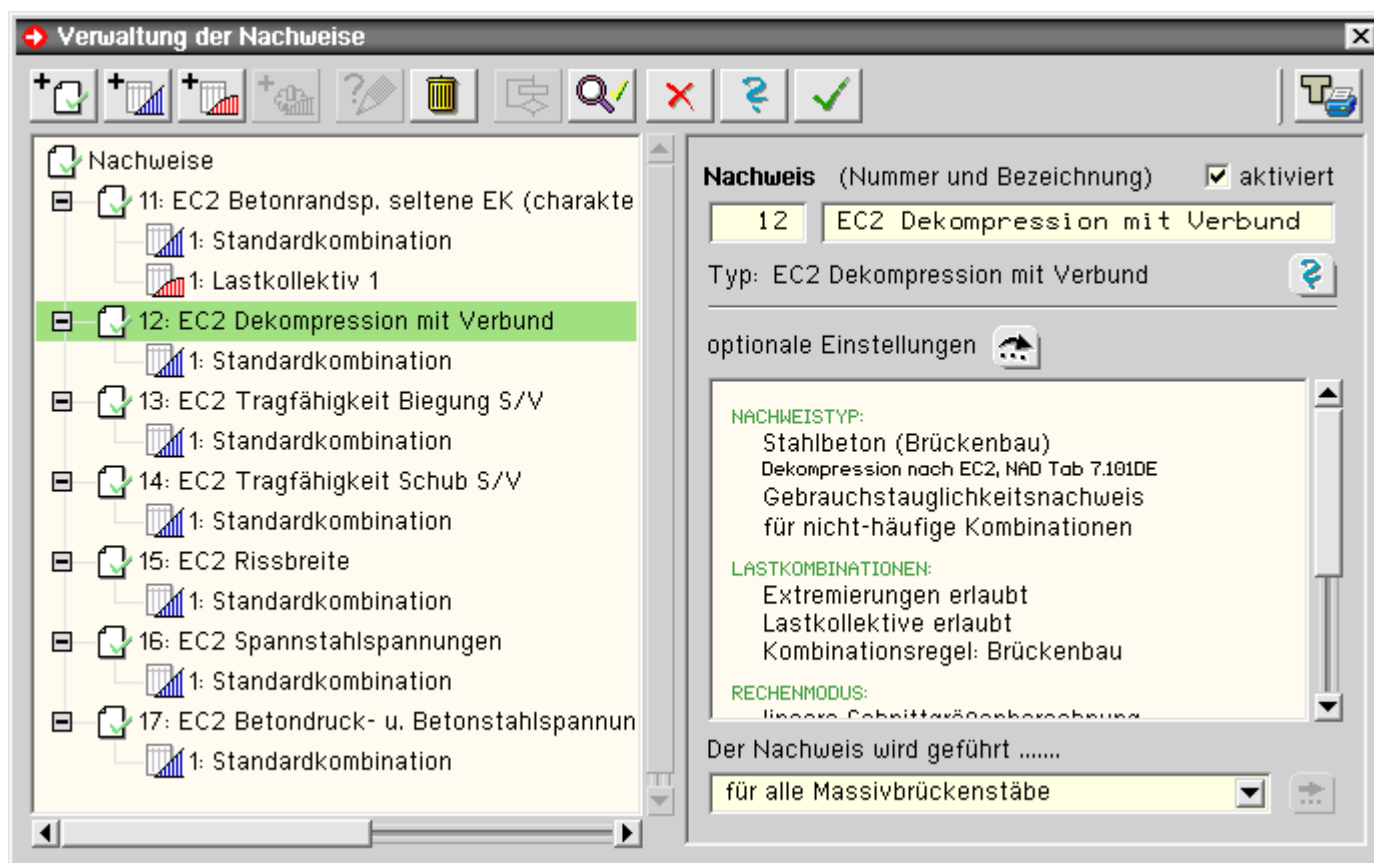 Verwaltung der Nachweise
Nachweise
11: EC2 Betonrandsp. seltene EK (charakte
1: Standardkombination
1: Lastkollektiv 1
12: EC2 Dekompression mit Verbund
1: Standardkombination
13: EC2 Tragfähigkeit Biegung S/V
1: Standardkombination
14: EC2 Tragfähigkeit Schub S/V
1: Standardkombination
15: EC2 Rissbreite
1: Standardkombination
16: EC2 Spannstahlspannungen
1: Standardkombination
17: EC2 Betondruck- u. Betonstahlspannun
1: Standardkombination
Nachweis (Nummer und Bezeichnung) aktiviert
12 EC2 Dekompression mit Verbund
Typ: EC2 Dekompression mit Verbund
optionale Einstellungen
NACHWEISTYP:
Stahlbeton (Brückenbau)
Dekompression nach EC2, NAD Tab 7.101DE
Gebrauchstauglichkeitsnachweis
für nicht-häufige Kombinationen
LASTKOMBINATIONEN:
Extremierungen erlaubt
Lastkollektive erlaubt
Kombinationsregel: Brückenbau
RECHENMODUS:
lineare Schnittgrößenberechnung
Der Nachweis wird geführt .......
für alle Massivbrückenstäbe